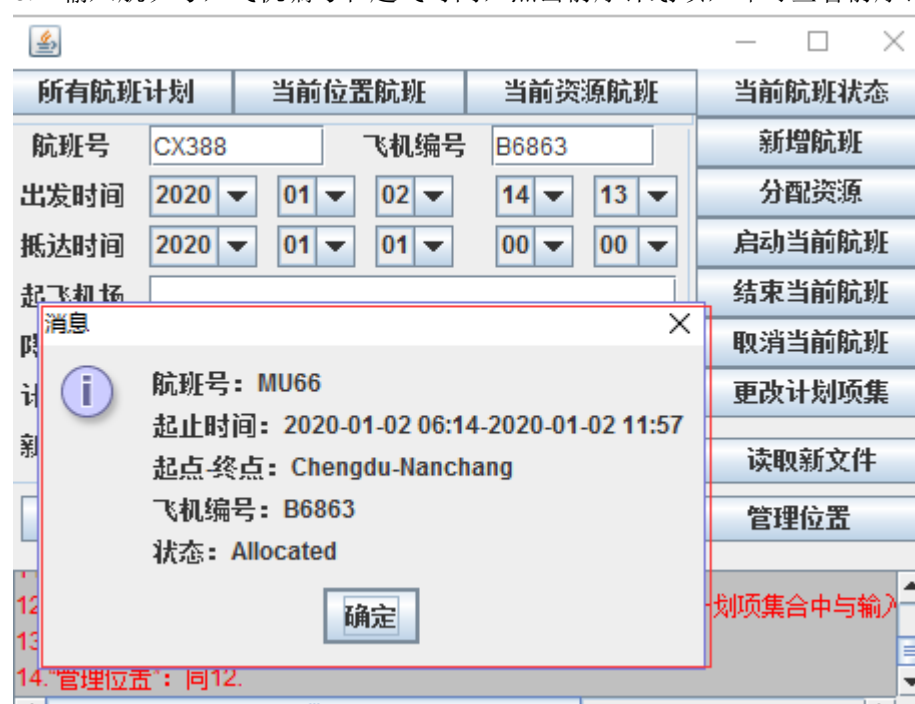 所有航班计划 当前位置航班 当前资源航班 当前航班状态
航班号 CX388 飞机编号 B6863 新增航班
出发时间 2020 01 02 14 13 分配资源
抵达时间 2020 01 01 00 00 启动当前航班
起飞机场 结束当前航班
消息
取消当前航班
航班号：MU66
更改计划项集
起止时间：2020-01-02 06:14-2020-01-02 11:57
起点-终点：Chengdu-Nanchang
读取新文件
飞机编号：B6863
管理位置
状态：Allocated
确定
12 划项集合中与输入
13
14."管理位置"：同12.